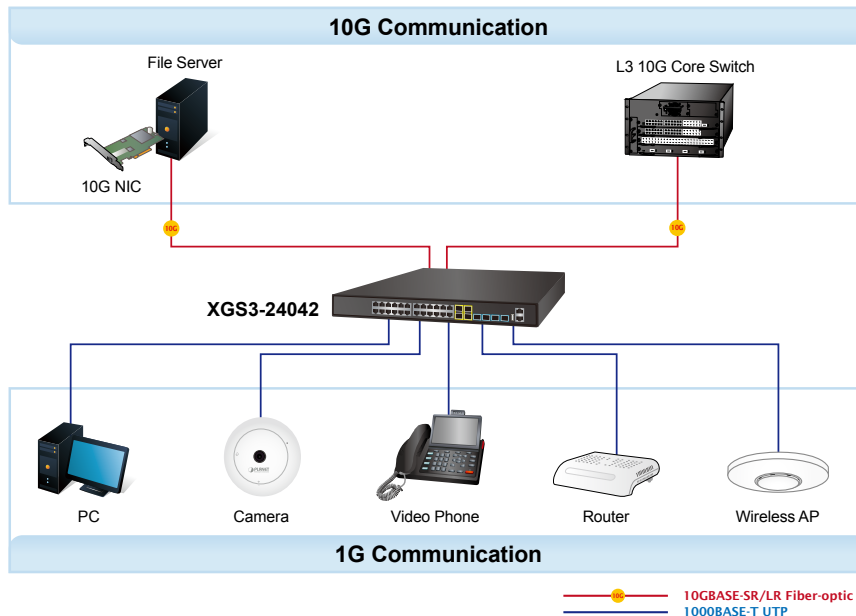 10G Communication
File Server
L3 10G Core Switch
10G NIC
10G
10G
XGS3-24042
PLANET
PC
Camera
Video Phone
Router
Wireless AP
1G Communication
10G
10GBASE-SR/LR Fiber-optic
1000BASE-T UTP